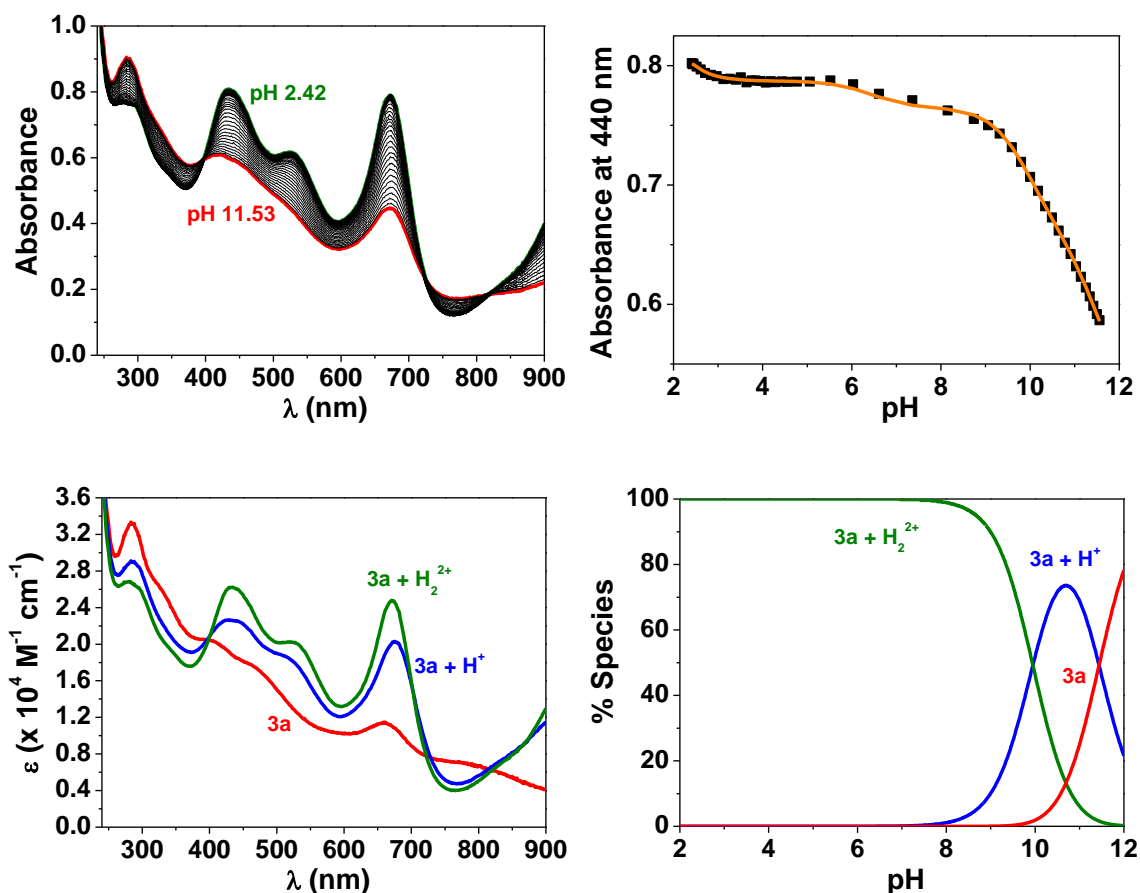 1.0
0.8
0.6
0.4
0.2
0.0
Absorbance
pH 2.42
pH 11.53
300 400 500 600 700 800 900
λ (nm)
0.8
0.7
0.6
Absorbance at 440 nm
2 4 6 8 10 12
pH
3.6
3.2
2.8
2.4
2.0
1.6
1.2
0.8
0.4
0.0
ε (x 10⁴ M⁻¹ cm⁻¹)
3a + H₂²⁺
3a + H⁺
3a
300 400 500 600 700 800 900
λ (nm)
100
80
60
40
20
0
% Species
3a + H₂²⁺
3a + H⁺
3a
2 4 6 8 10 12
pH